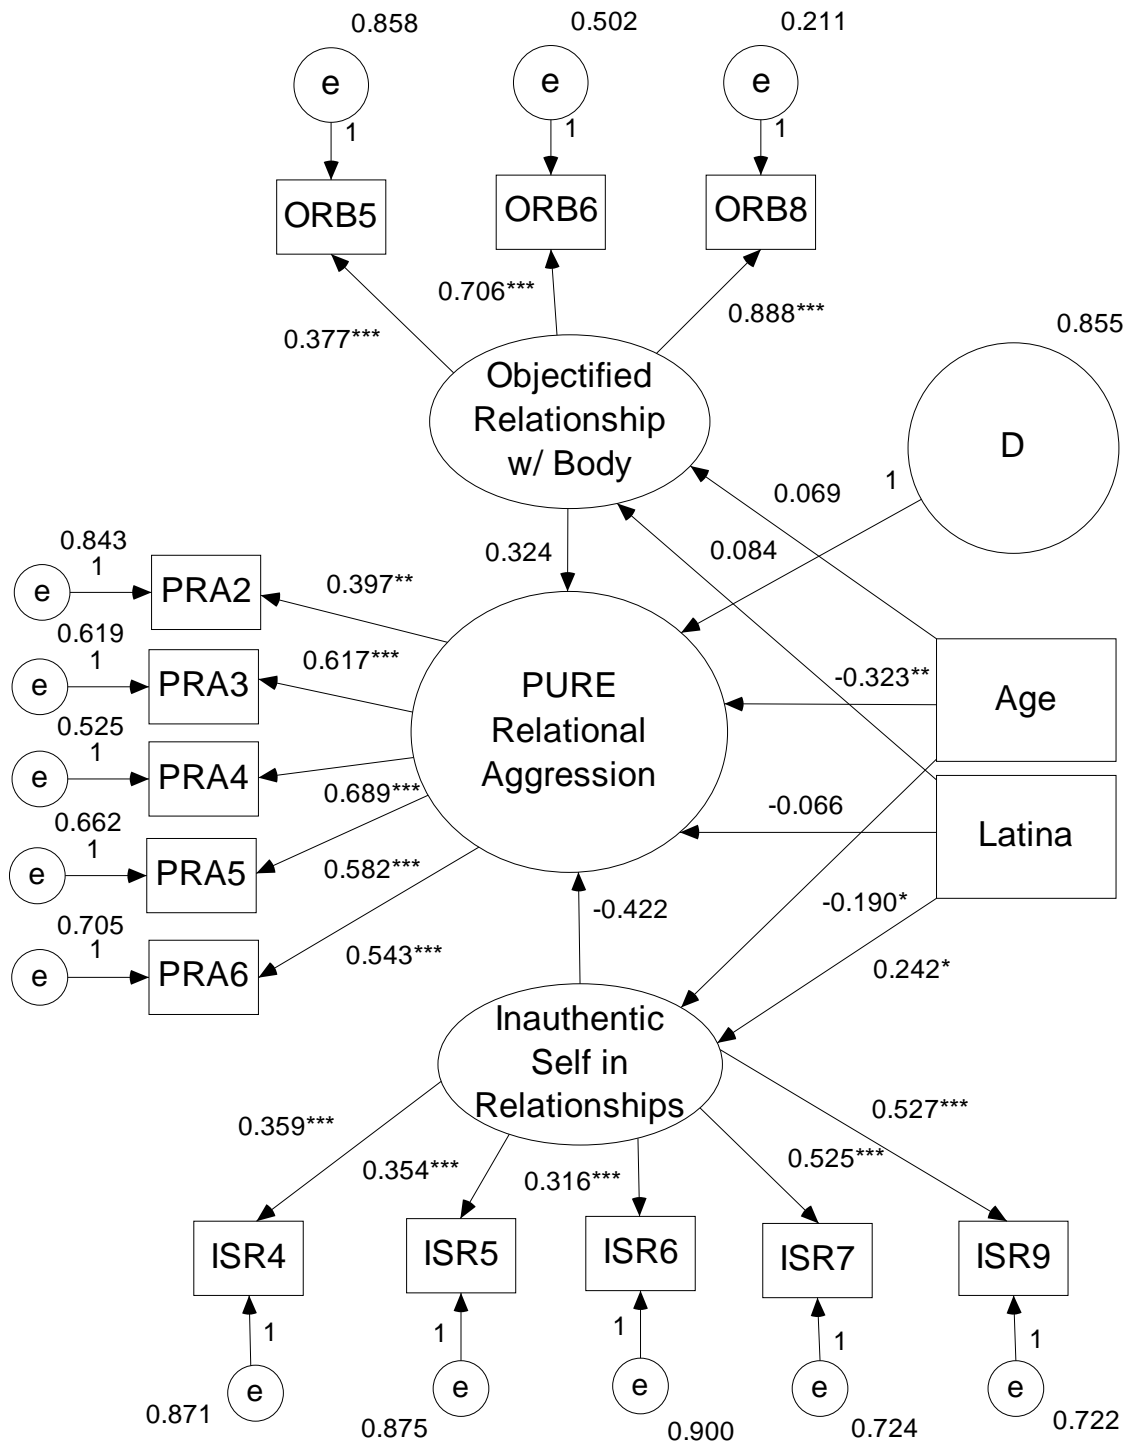 0.858
0.502
0.211
e
e
e
1
1
1
ORB5
ORB6
ORB8
0.706***
0.377***
0.888***
0.855
Objectified
Relationship
w/ Body
D
1
0.069
0.084
0.324
0.843
1
e
PRA2
0.397**
0.619
1
e
PRA3
0.617***
0.525
1
e
PRA4
0.689***
0.662
1
e
PRA5
0.582***
0.705
1
e
PRA6
0.543***
PURE
Relational
Aggression
-0.323**
Age
-0.066
Latina
-0.190*
-0.422
0.242*
Inauthentic
Self in
Relationships
0.359***
0.354***
0.316***
0.525***
0.527***
ISR4
ISR5
ISR6
ISR7
ISR9
1
1
1
1
1
e
e
e
e
e
0.871
0.875
0.900
0.724
0.722